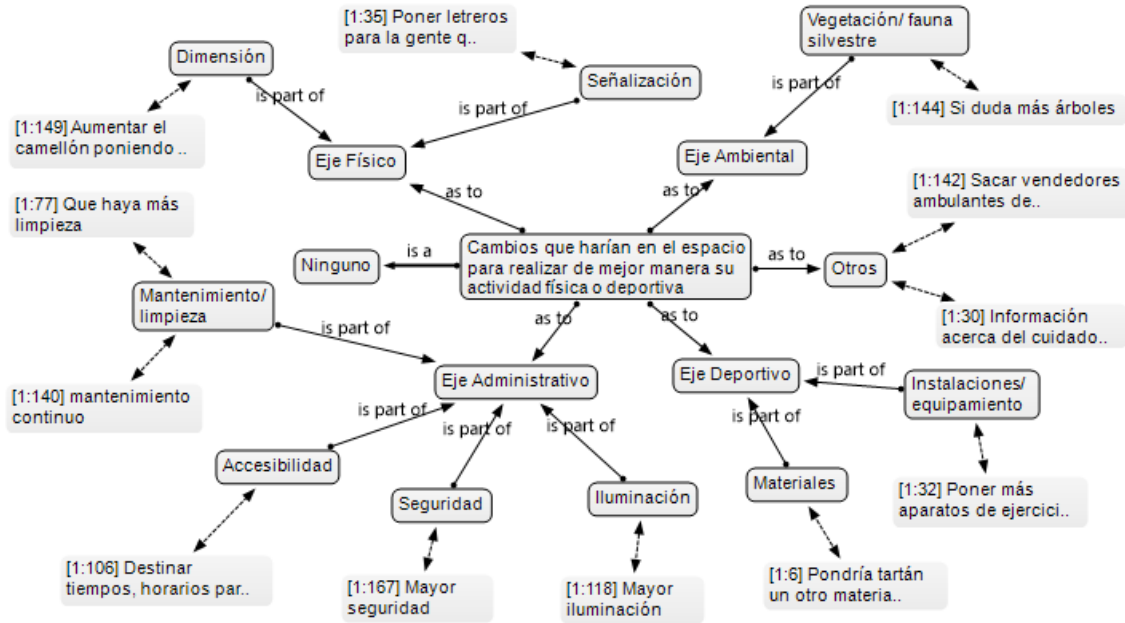 [1:35] Poner letreros
para la gente q..
Vegetación/ fauna
silvestre
Dimensión
Señalización
is part of
is part of
is part of
[1:149] Aumentar el
camellón poniendo ..
[1:144] Si duda más árboles
Eje Físico
Eje Ambiental
[1:77] Que haya más
limpieza
as to
as to
[1:142] Sacar vendedores
ambulantes de..
Ninguno
is a
Cambios que harían en el espacio
para realizar de mejor manera su
actividad física o deportiva
as to
Otros
Mantenimiento/
limpieza
is part of
as to
as to
[1:30] Información
acerca del cuidado..
[1:140] mantenimiento
continuo
Eje Administrativo
Eje Deportivo
is part of
Instalaciones/
equipamiento
is part of
is part of
is part of
is part of
Accesibilidad
Seguridad
Iluminación
Materiales
[1:32] Poner más
aparatos de ejercici..
[1:106] Destinar
tiempos, horarios par..
[1:167] Mayor
seguridad
[1:118] Mayor
iluminación
[1:6] Pondría tartán
un otro materia..